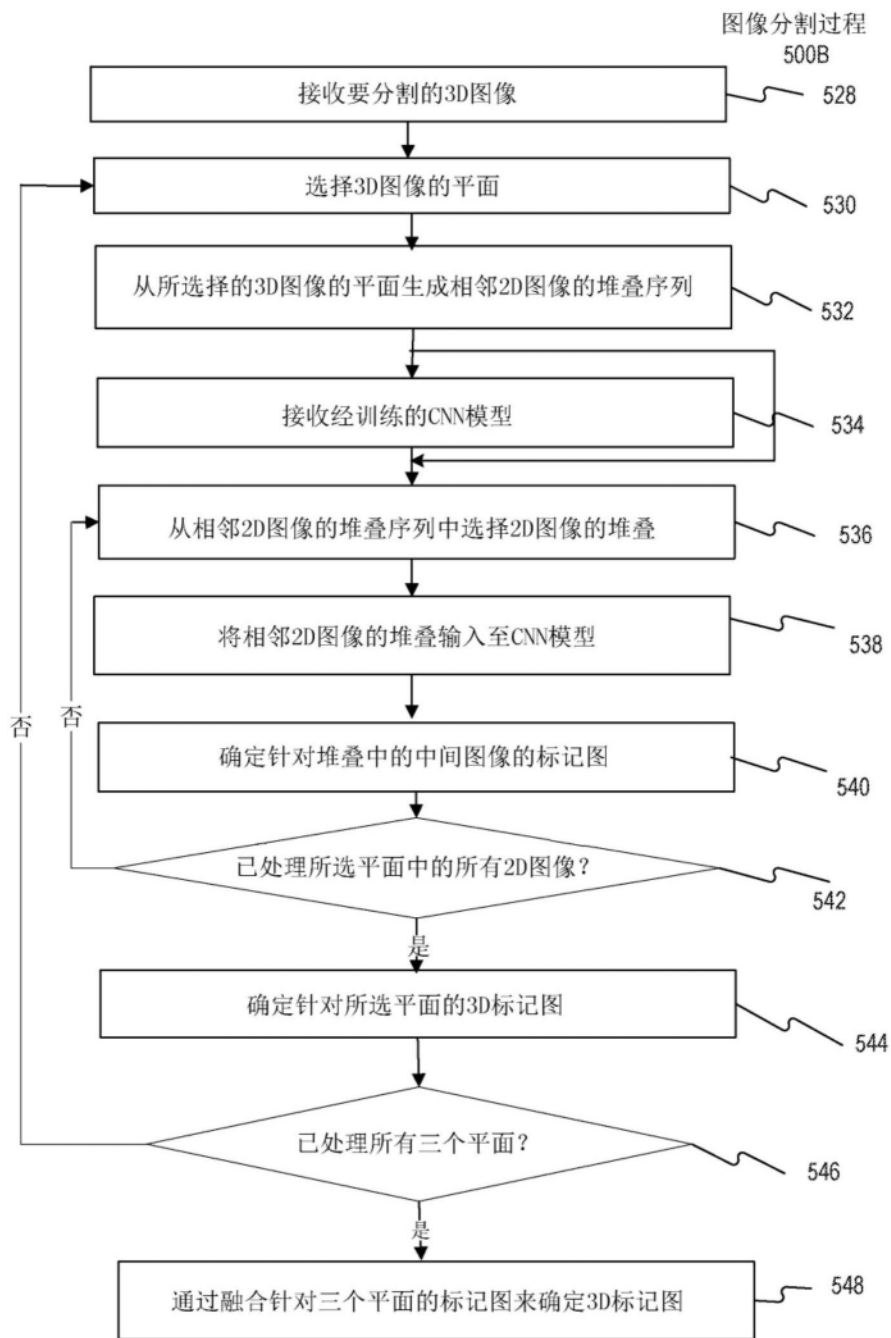 图像分割过程
500B
接收要分割的3D图像
528
选择3D图像的平面
530
从所选择的3D图像的平面生成相邻2D图像的堆叠序列
532
接收经训练的CNN模型
534
从相邻2D图像的堆叠序列中选择2D图像的堆叠
536
将相邻2D图像的堆叠输入至CNN模型
538
否
否
确定针对堆叠中的中间图像的标记图
540
已处理所选平面中的所有2D图像？
542
是
确定针对所选平面的3D标记图
544
已处理所有三个平面？
546
是
通过融合针对三个平面的标记图来确定3D标记图
548